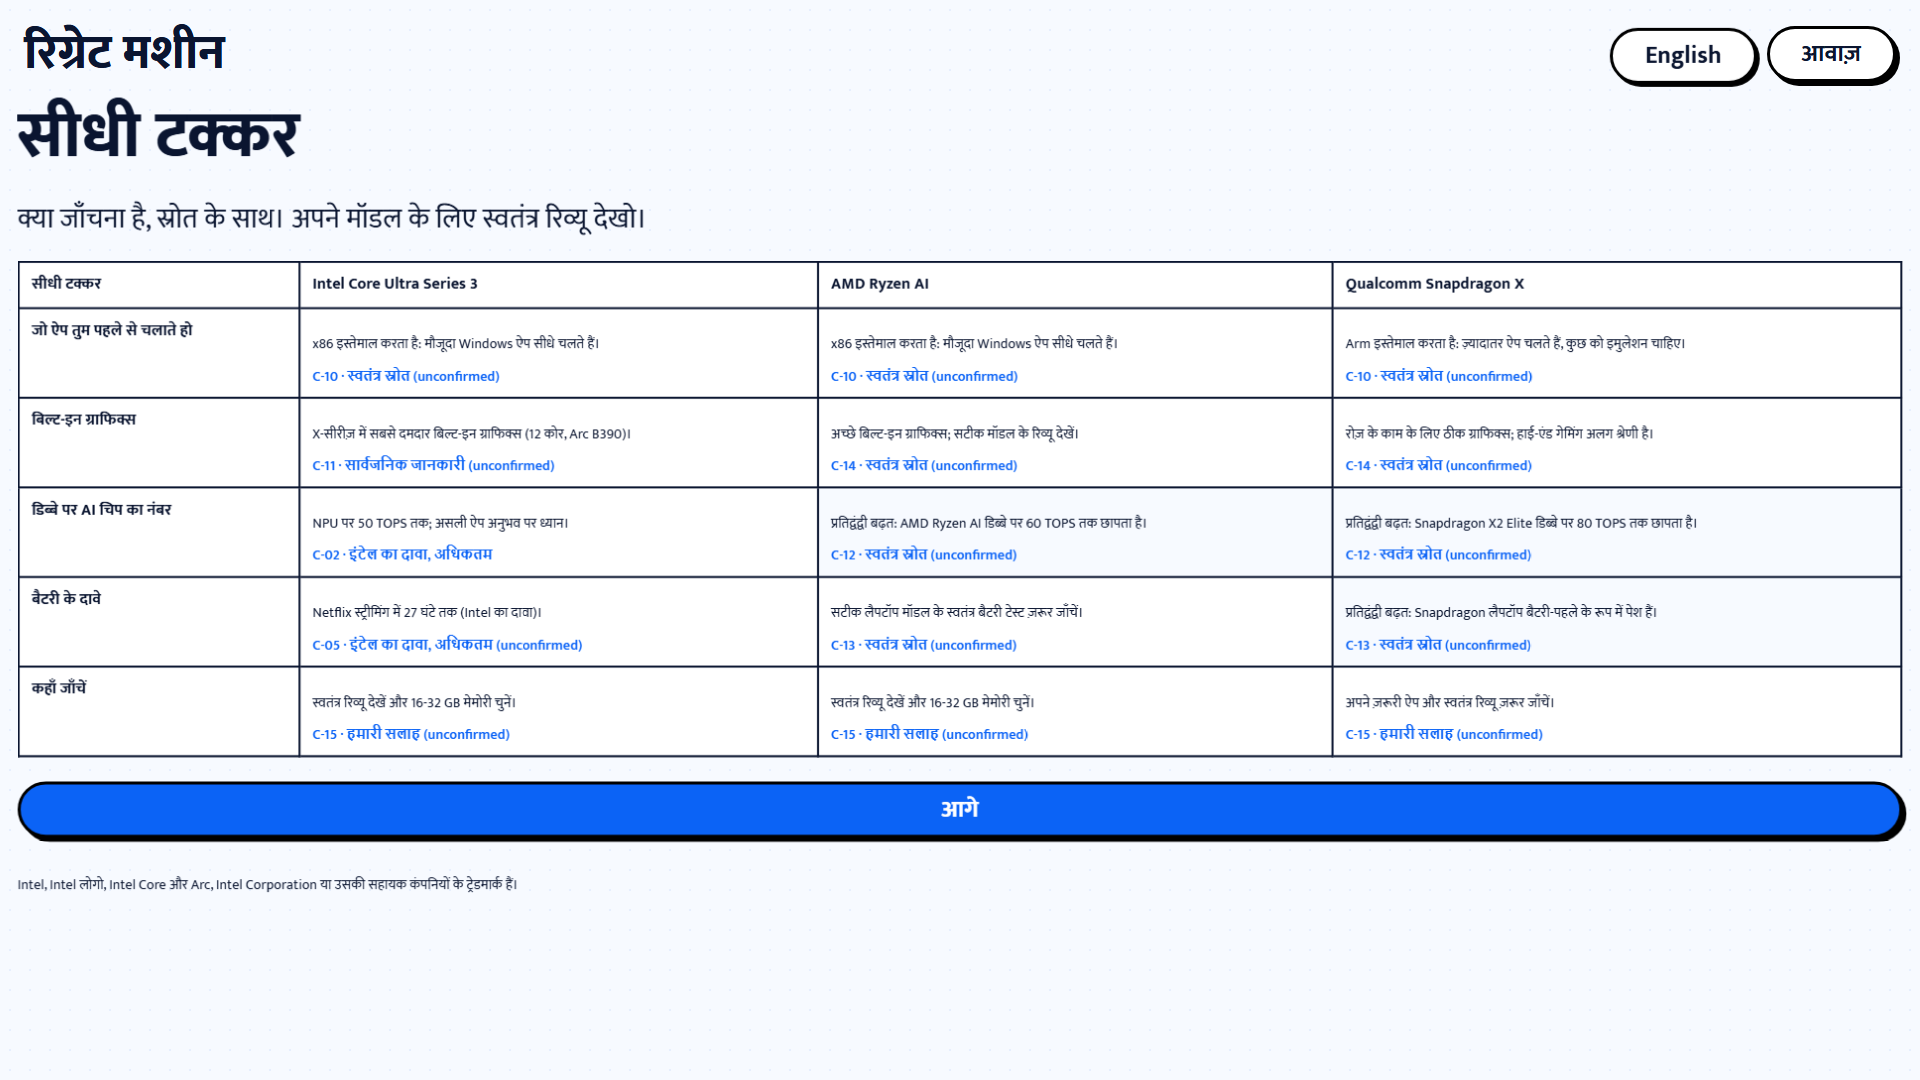 रिग्रेट मशीन
English
आवाज़
सीधी टक्कर
क्या जाँचना है, स्रोत के साथ। अपने मॉडल के लिए स्वतंत्र रिव्यू देखो।
सीधी टक्कर
Intel Core Ultra Series 3
AMD Ryzen AI
Qualcomm Snapdragon X
जो ऐप तुम पहले से चलाते हो
x86 इस्तेमाल करता है: मौजूदा Windows ऐप सीधे चलते हैं।
C-10 · स्वतंत्र स्रोत (unconfirmed)
x86 इस्तेमाल करता है: मौजूदा Windows ऐप सीधे चलते हैं।
C-10 · स्वतंत्र स्रोत (unconfirmed)
Arm इस्तेमाल करता है: ज़्यादातर ऐप चलते हैं, कुछ को इमुलेशन चाहिए।
C-10 · स्वतंत्र स्रोत (unconfirmed)
बिल्ट-इन ग्राफिक्स
X-सीरीज़ में सबसे दमदार बिल्ट-इन ग्राफिक्स (12 कोर, Arc B390)।
C-11 · सार्वजनिक जानकारी (unconfirmed)
अच्छे बिल्ट-इन ग्राफिक्स; सटीक मॉडल के रिव्यू देखें।
C-14 · स्वतंत्र स्रोत (unconfirmed)
रोज़ के काम के लिए ठीक ग्राफिक्स; हाई-एंड गेमिंग अलग श्रेणी है।
C-14 · स्वतंत्र स्रोत (unconfirmed)
डिब्बे पर AI चिप का नंबर
NPU पर 50 TOPS तक; असली ऐप अनुभव पर ध्यान।
C-02 · इंटेल का दावा, अधिकतम
प्रतिद्वंद्वी बढ़त: AMD Ryzen AI डिब्बे पर 60 TOPS तक छापता है।
C-12 · स्वतंत्र स्रोत (unconfirmed)
प्रतिद्वंद्वी बढ़त: Snapdragon X2 Elite डिब्बे पर 80 TOPS तक छापता है।
C-12 · स्वतंत्र स्रोत (unconfirmed)
बैटरी के दावे
Netflix स्ट्रीमिंग में 27 घंटे तक (Intel का दावा)।
C-05 · इंटेल का दावा, अधिकतम (unconfirmed)
सटीक लैपटॉप मॉडल के स्वतंत्र बैटरी टेस्ट ज़रूर जाँचें।
C-13 · स्वतंत्र स्रोत (unconfirmed)
प्रतिद्वंद्वी बढ़त: Snapdragon लैपटॉप बैटरी-पहले के रूप में पेश हैं।
C-13 · स्वतंत्र स्रोत (unconfirmed)
कहाँ जाँचें
स्वतंत्र रिव्यू देखें और 16-32 GB मेमोरी चुनें।
C-15 · हमारी सलाह (unconfirmed)
स्वतंत्र रिव्यू देखें और 16-32 GB मेमोरी चुनें।
C-15 · हमारी सलाह (unconfirmed)
अपने ज़रूरी ऐप और स्वतंत्र रिव्यू ज़रूर जाँचें।
C-15 · हमारी सलाह (unconfirmed)
आगे
Intel, Intel लोगो, Intel Core और Arc, Intel Corporation या उसकी सहायक कंपनियों के ट्रेडमार्क हैं।